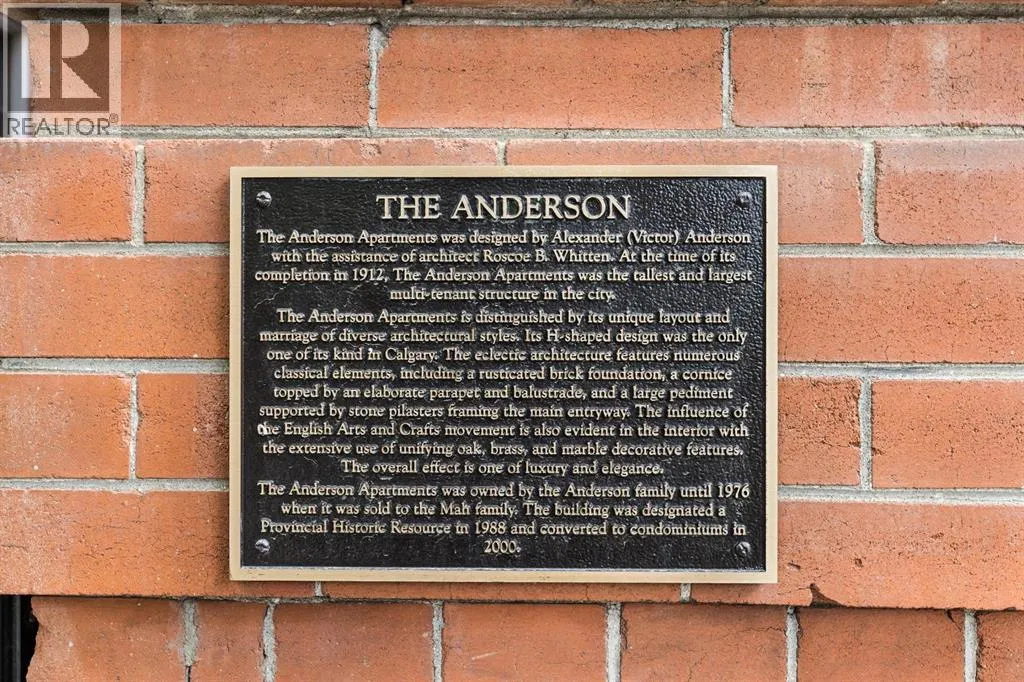 R
REALTOR®
THE ANDERSON
The Anderson Apartments was designed by Alexander (Victor) Anderson
with the assistance of architect Roscoe B. Whitten. At the time of its
completion in 1912, The Anderson Apartments was the tallest and largest
multi-tenant structure in the city.
The Anderson Apartments is distinguished by its unique layout and
marriage of diverse architectural styles. Its H-shaped design was the only
one of its kind in Calgary. The eclectic architecture features numerous
classical elements, including a rusticated brick foundation, a cornice
topped by an elaborate parapet and balustrade, and a large pediment
supported by stone pilasters framing the main entryway. The influence of
the English Arts and Crafts movement is also evident in the interior with
the extensive use of unifying oak, brass, and marble decorative features.
The overall effect is one of luxury and elegance.
The Anderson Apartments was owned by the Anderson family until 1976
when it was sold to the Mah family. The building was designated a
Provincial Historic Resource in 1988 and converted to condominiums in
2000.